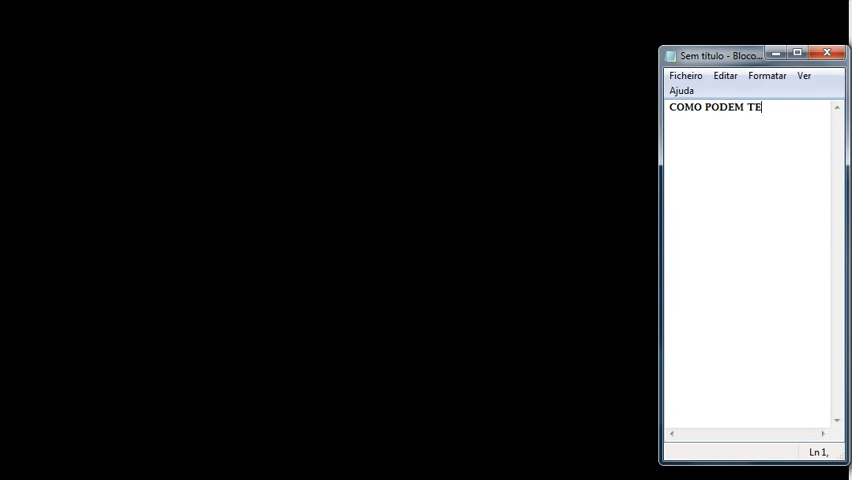 Sem título - Bloco...
Ficheiro Editar Formatar Ver
Ajuda
COMO PODEM TE
Ln 1,